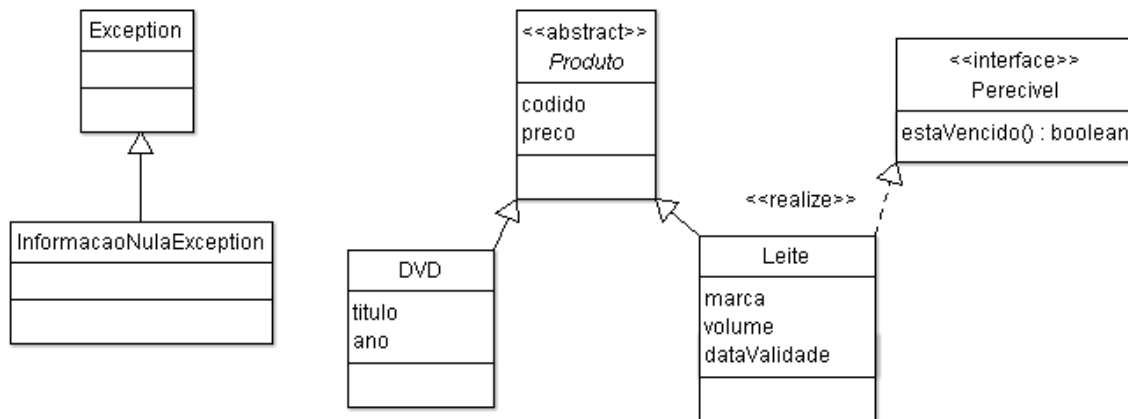 Exception
InformacaoNulaException
<<abstract>>
Produto
codido
preco
DVD
titulo
ano
<<realize>>
Leite
marca
volume
dataValidade
<<interface>>
Perecivel
estaVencido() : boolean